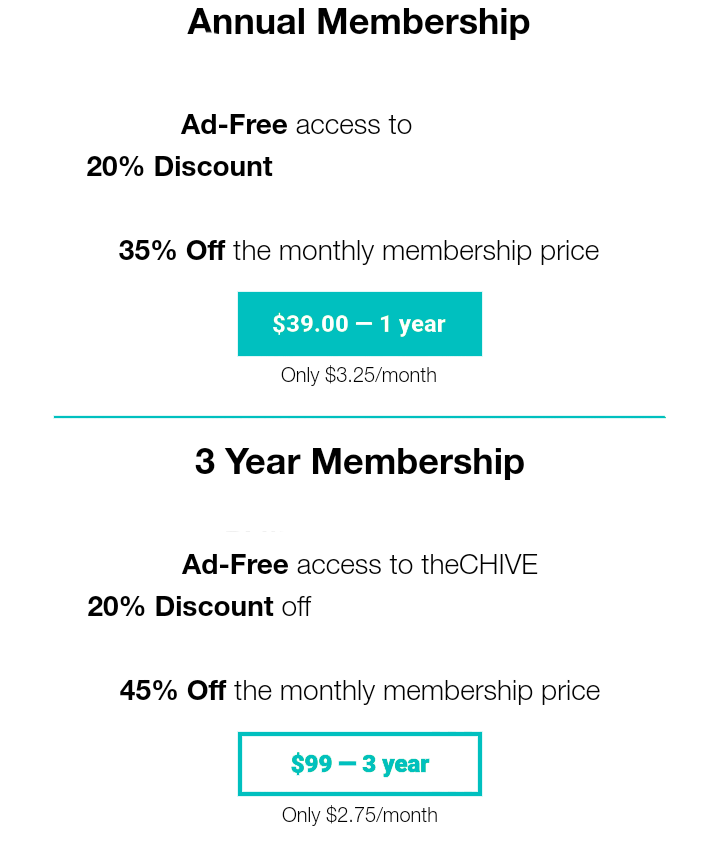 Annual Membership
Ad-Free access to
20% Discount
35% Off the monthly membership price
$39.00 — 1 year
Only $3.25/month
3 Year Membership
Ad-Free access to theCHIVE
20% Discount off
45% Off the monthly membership price
$99 — 3 year
Only $2.75/month